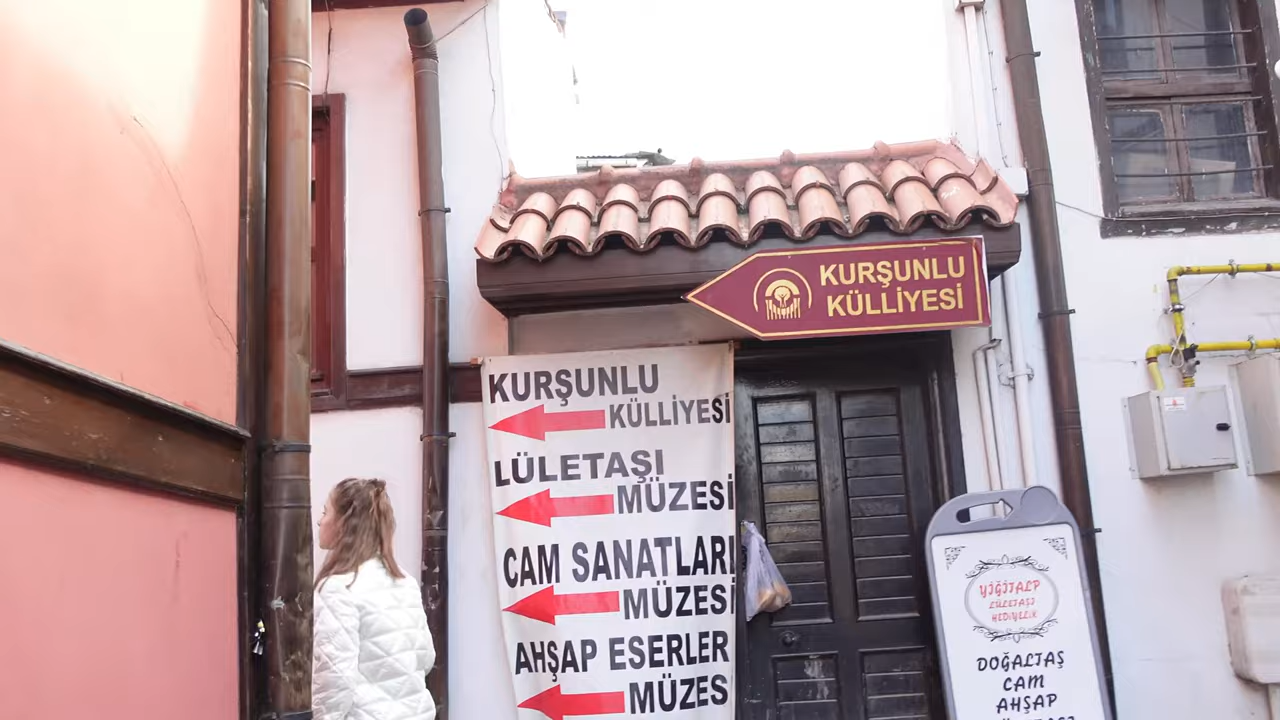 KURŞUNLU
KÜLLİYESİ
KURŞUNLU
KÜLLİYESİ
LÜLETAŞI
MÜZESİ
CAM SANATLARI
MÜZESİ
AHŞAP ESERLER
MÜZES
YİĞİTALP
LÜLETAŞI
HEDİYELİK
DOĞALTAŞ
CAM
AHŞAP